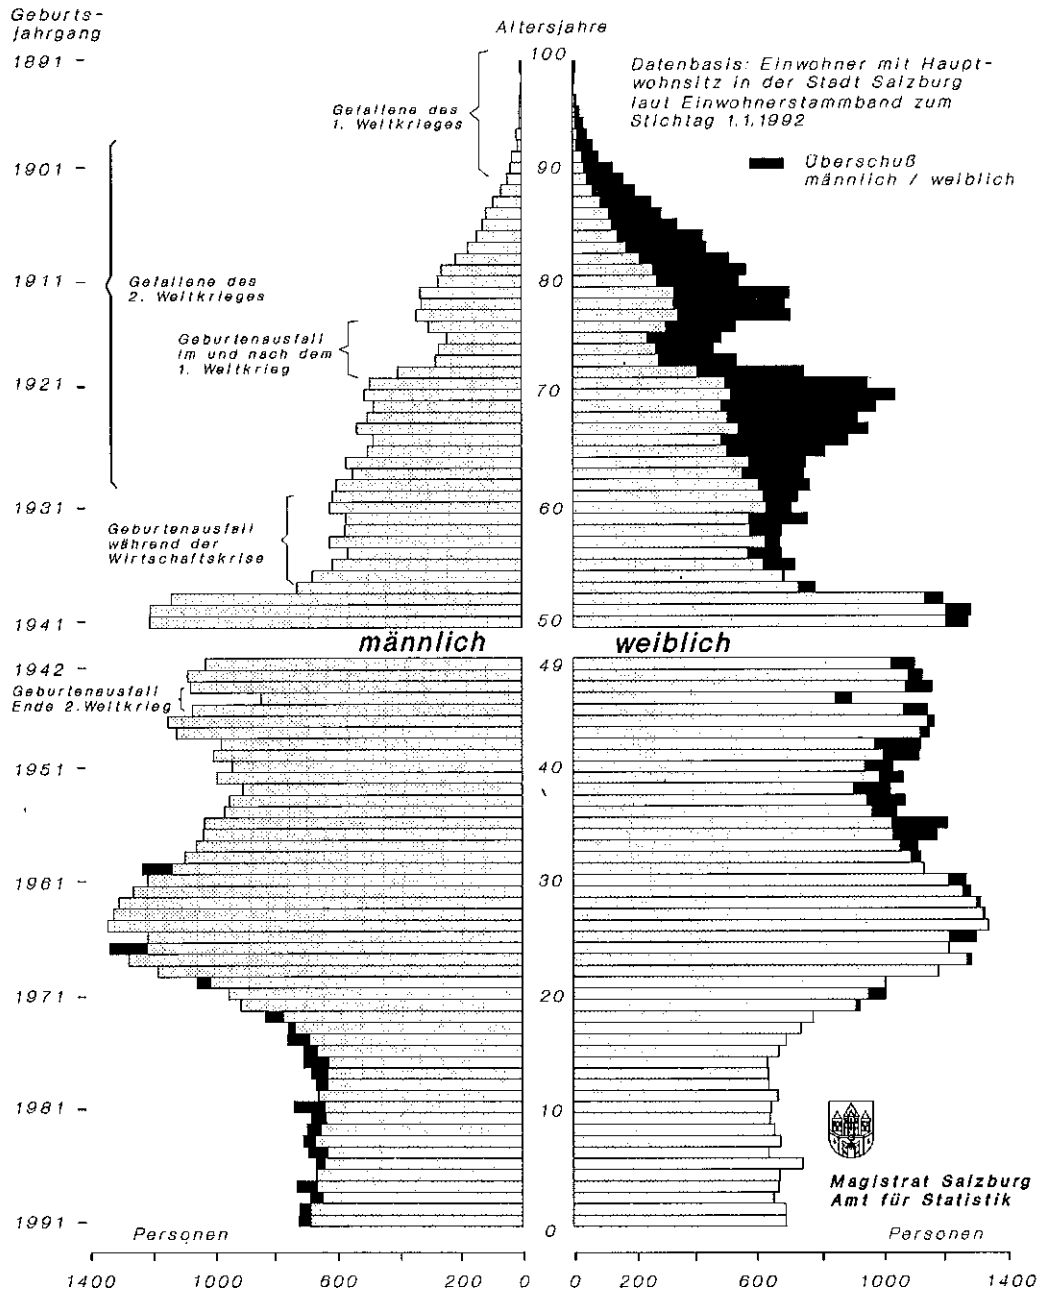 Geburts-
jahrgang
Altersjahre
1891
100
Datenbasis: Einwohner mit Haupt-
wohnsitz in der Stadt Salzburg
laut Einwohnerstammband zum
Stichtag 1.1.1992
Gefallene des
1. Weltkrieges
Überschuß
männlich / weiblich
1901
90
Gefallene des
2. Weltkrieges
1911
80
Geburtenausfall
im und nach dem
1. Weltkrieg
1921
70
1931
60
Geburtenausfall
während der
Wirtschaftskrise
1941
50
männlich weiblich
1942
49
Geburtenausfall
Ende 2.Weltkrieg
1951
40
1961
30
1971
20
1981
10
Magistrat Salzburg
Amt für Statistik
1991
0
Personen Personen
1400 1000 600 400 200 0 0 200 600 800 1000 1400